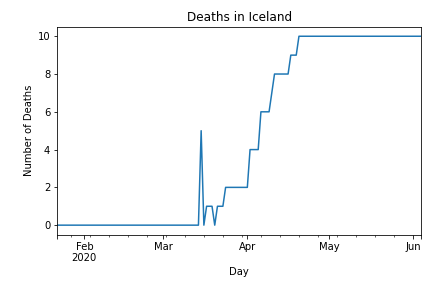 Deaths in Iceland
Number of Deaths
10
8
6
4
2
0
Feb
2020
Mar
Apr
May
Jun
Day